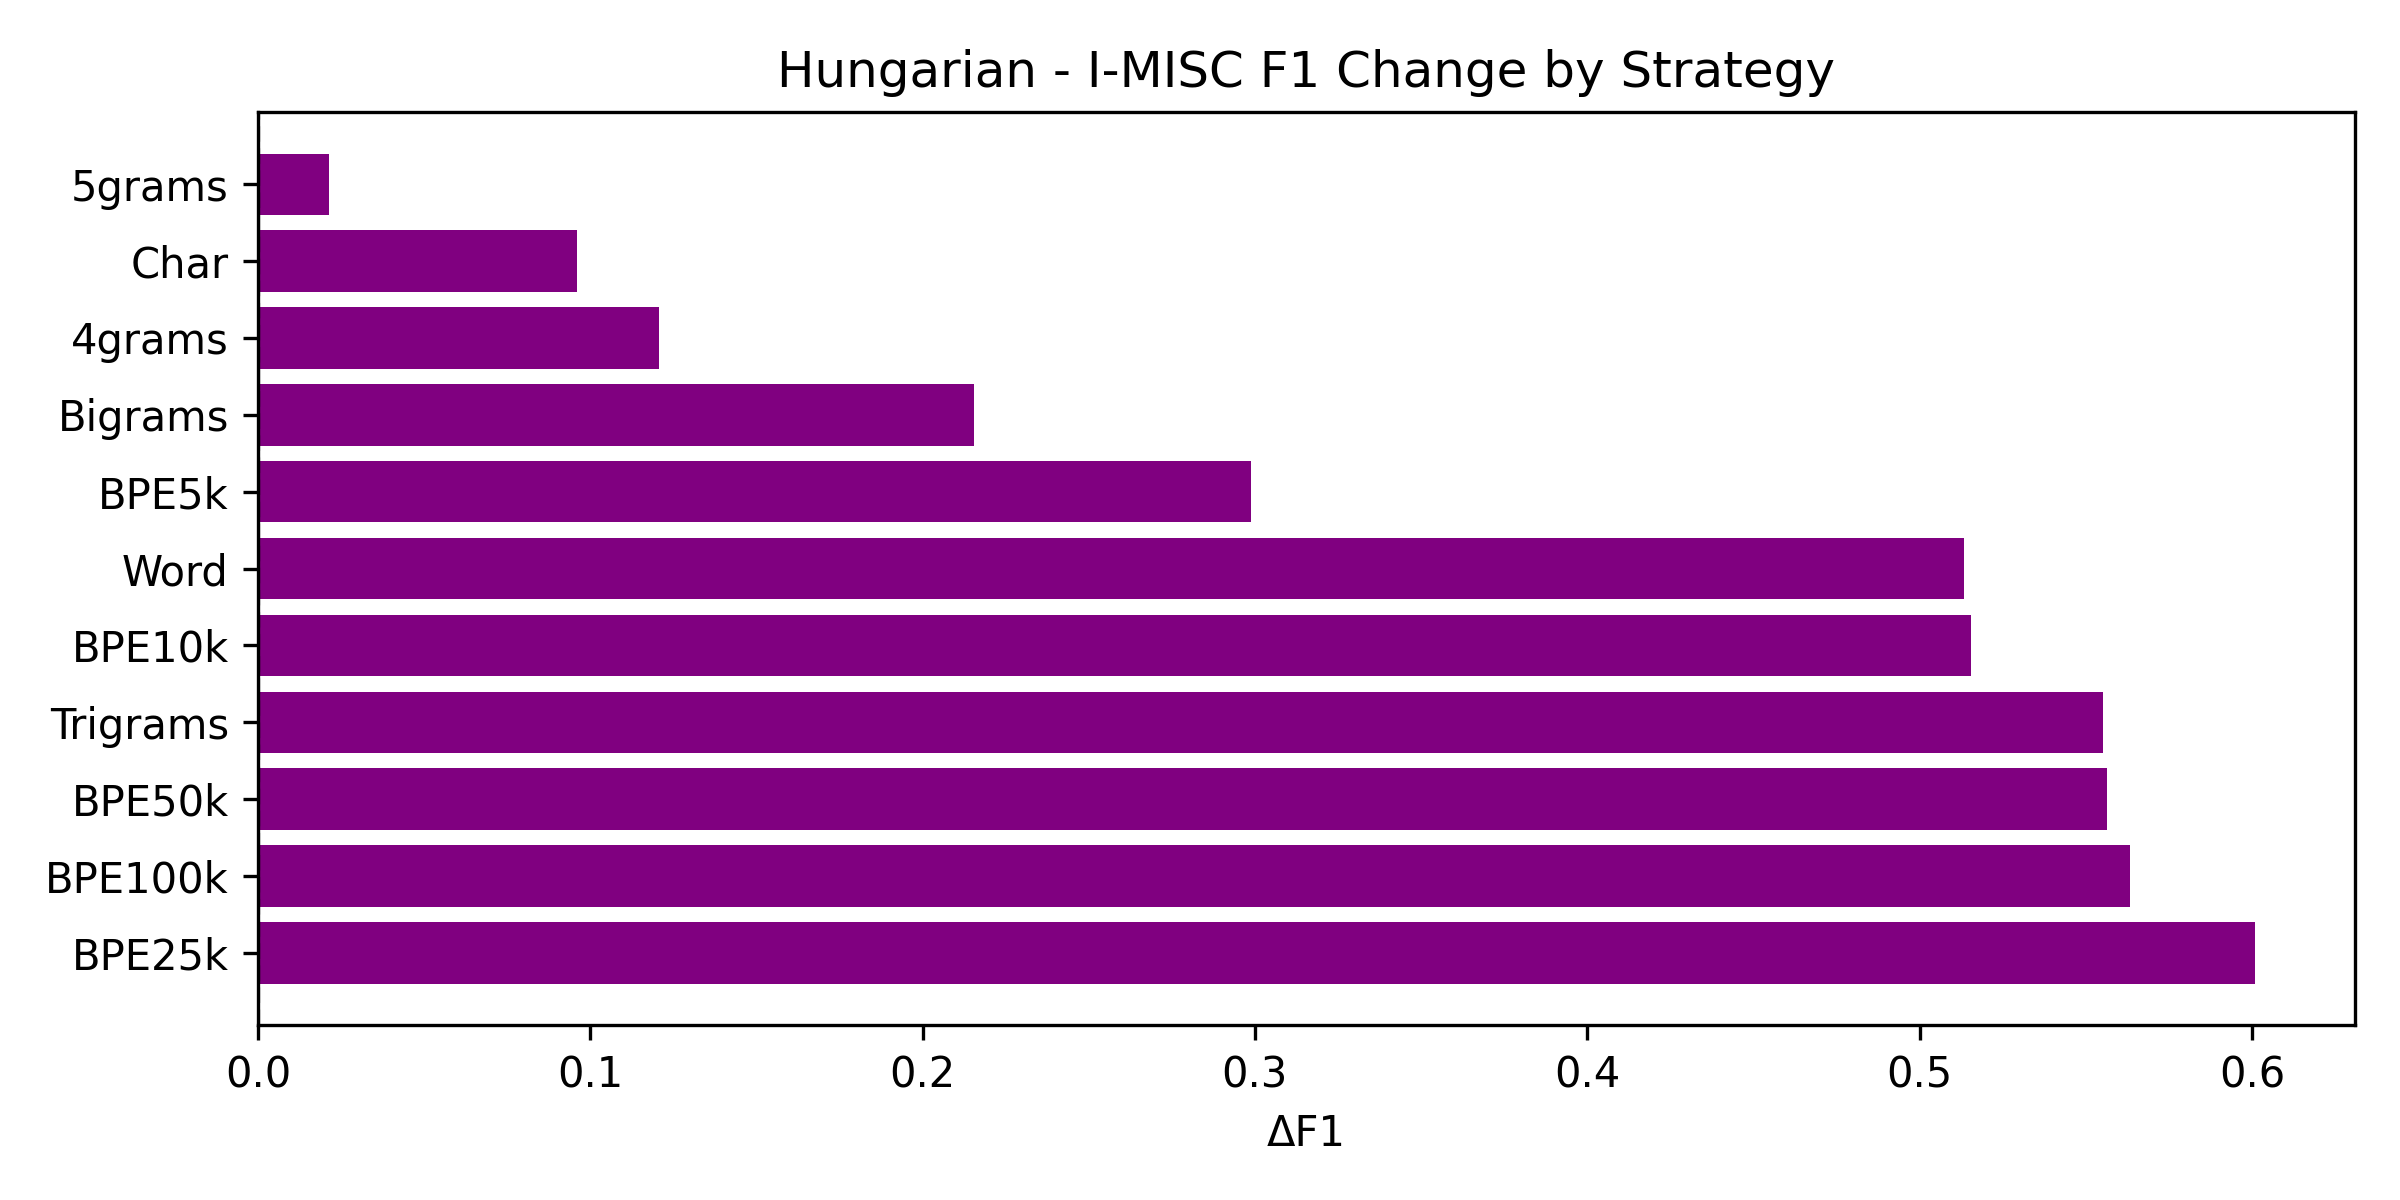 Hungarian - I-MISC F1 Change by Strategy
5grams
Char
4grams
Bigrams
BPE5k
Word
BPE10k
Trigrams
BPE50k
BPE100k
BPE25k
0.0 0.1 0.2 0.3 0.4 0.5 0.6
ΔF1